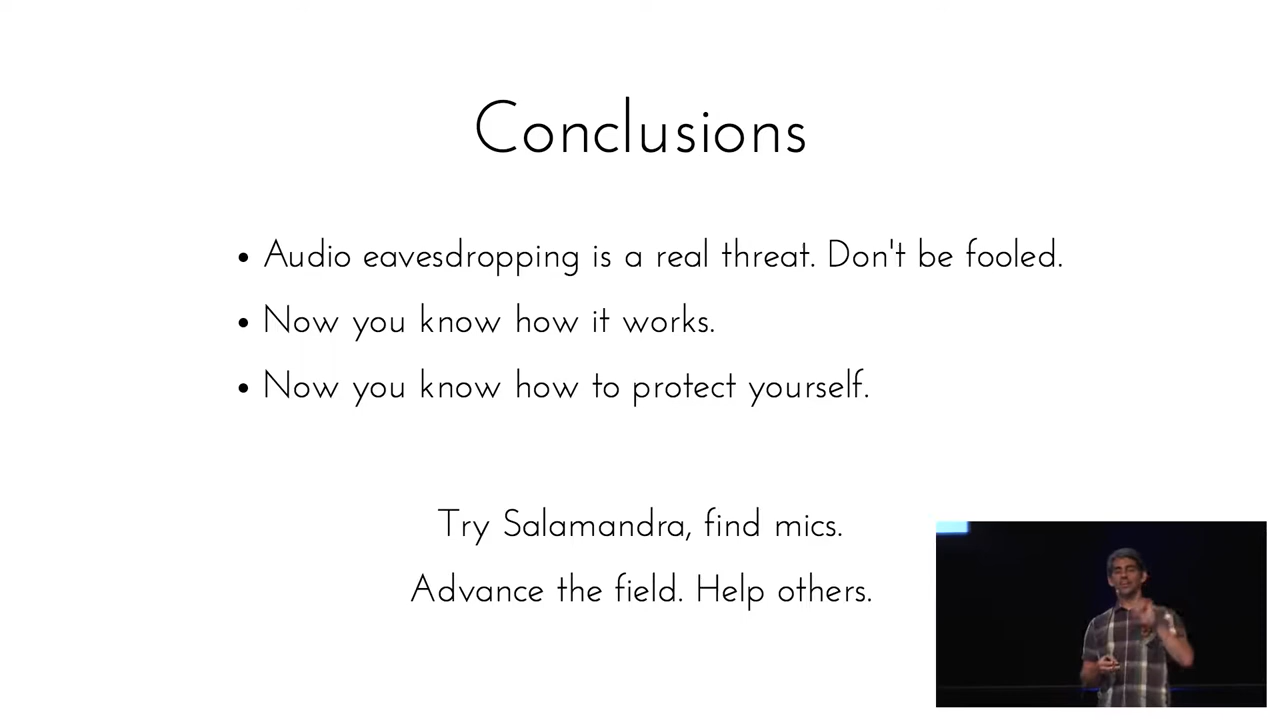 Conclusions
• Audio eavesdropping is a real threat. Don't be fooled.
• Now you know how it works.
• Now you know how to protect yourself.
Try Salamandra, find mics.
Advance the field. Help others.